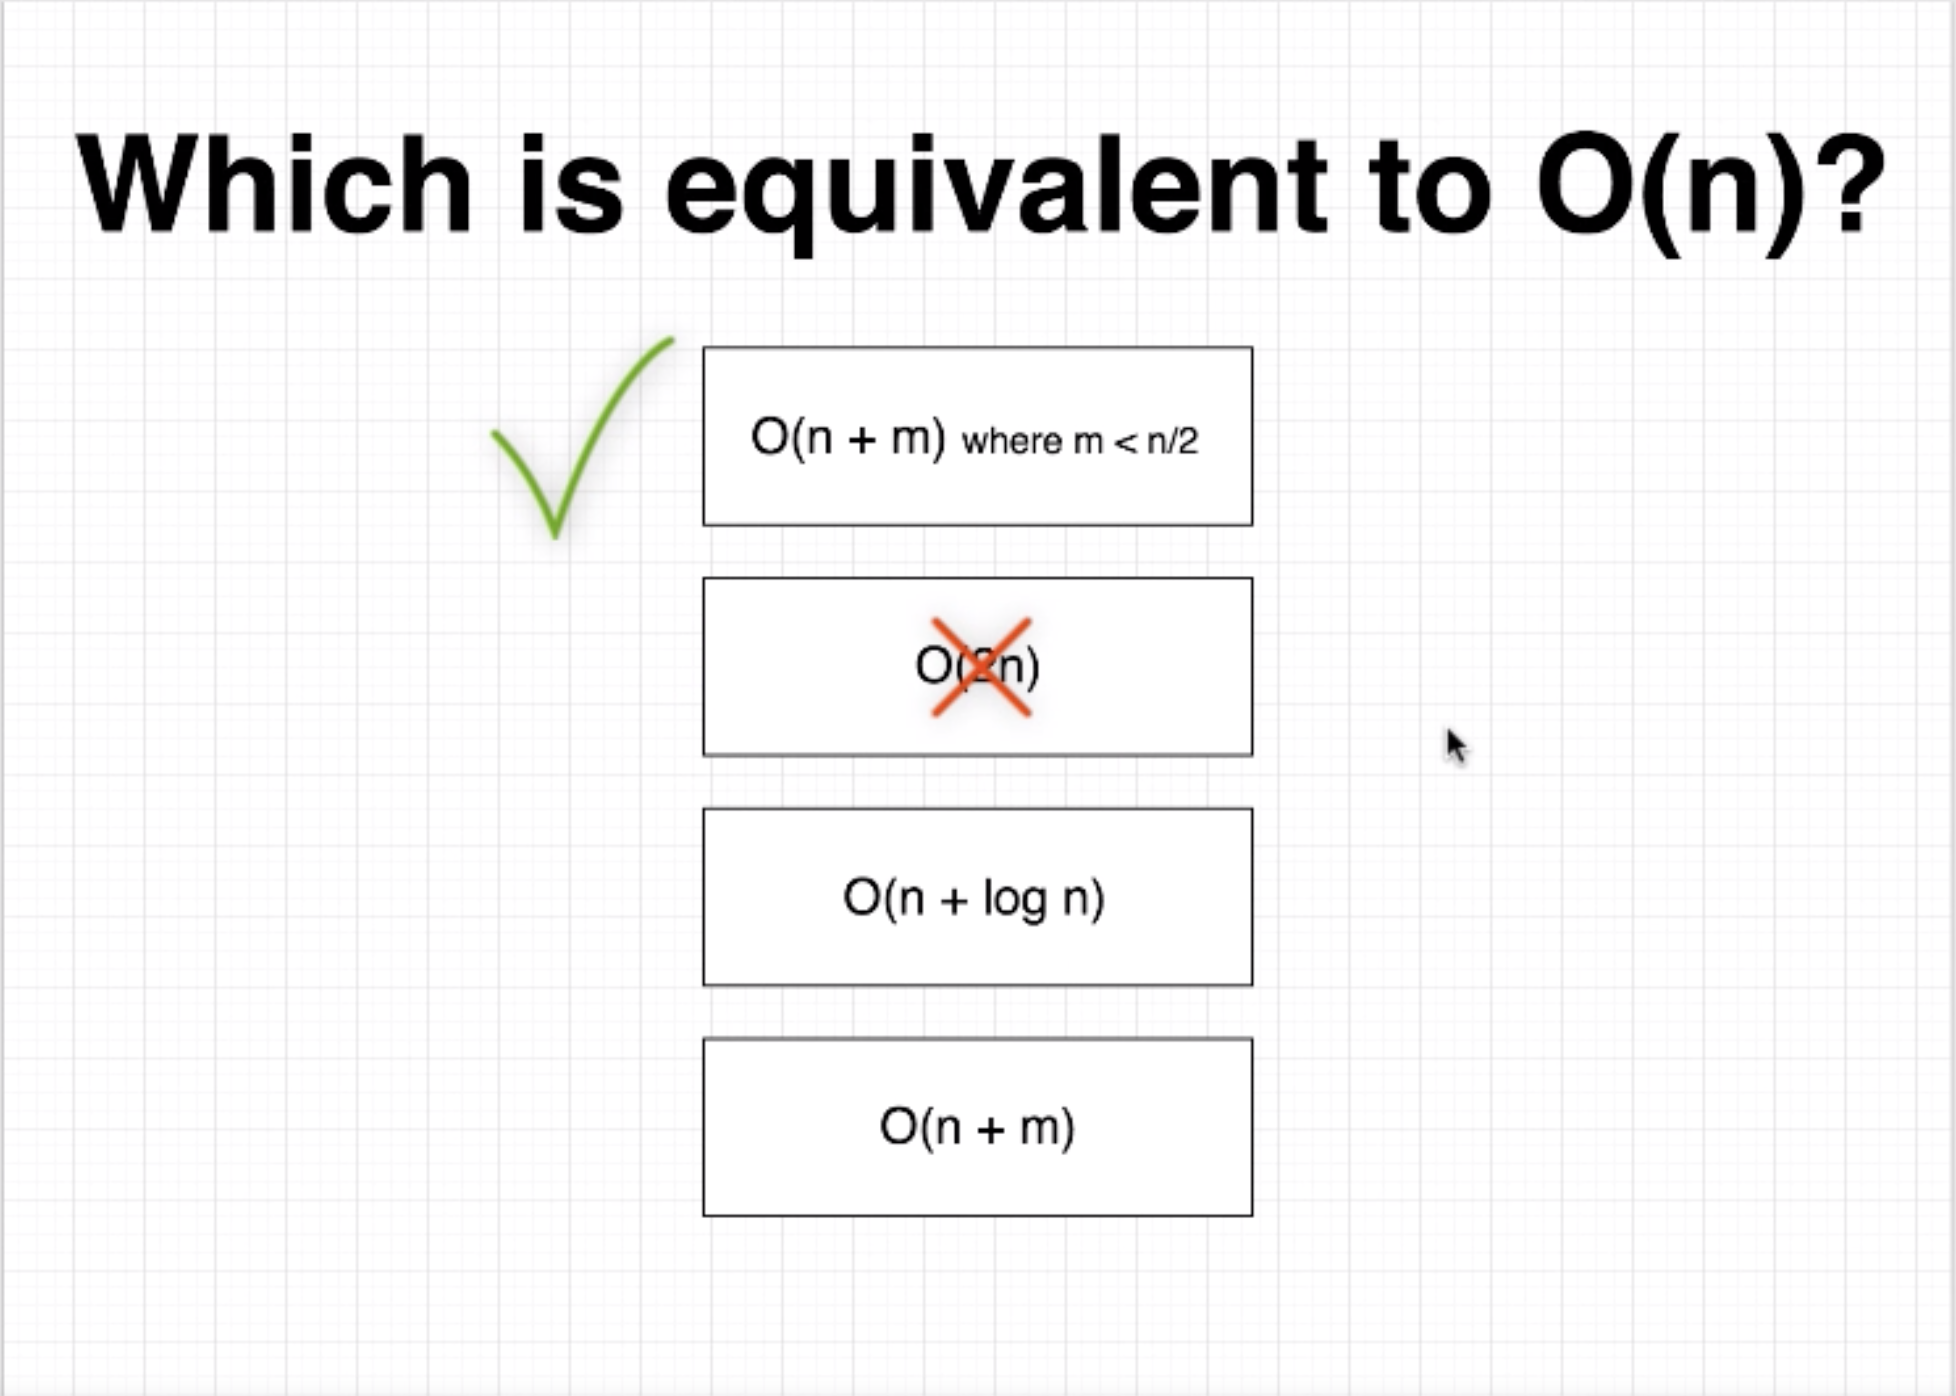 Which is equivalent to O(n)?
O(n + m) where m < n/2
O(2n)
O(n + log n)
O(n + m)